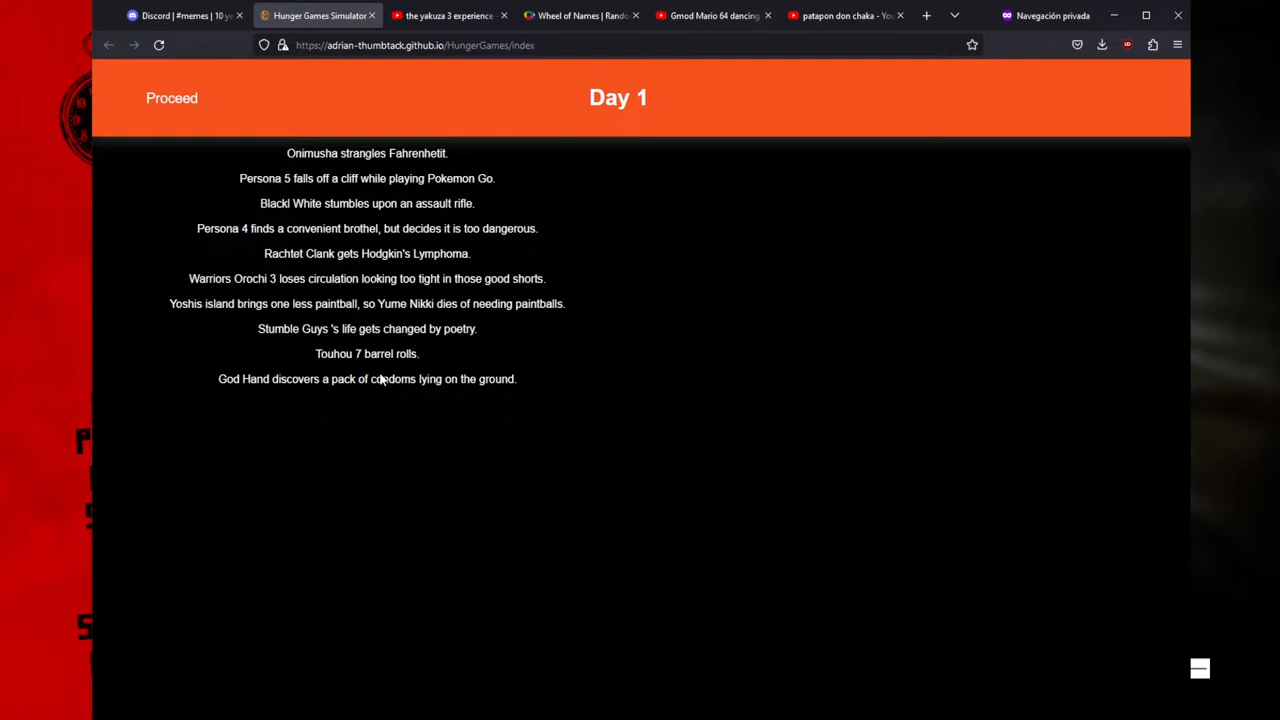 Discord | #memes | 10 ye
Hunger Games Simulator
the yakuza 3 experience
Wheel of Names | Rando
Gmod Mario 64 dancing
patapon don chaka - You
Navegación privada
https://adrian-thumbtack.github.io/HungerGames/index
Proceed
Day 1
Onimusha strangles Fahrenhetit.
Persona 5 falls off a cliff while playing Pokemon Go.
Blackl White stumbles upon an assault rifle.
Persona 4 finds a convenient brothel, but decides it is too dangerous.
Rachtet Clank gets Hodgkin's Lymphoma.
Warriors Orochi 3 loses circulation looking too tight in those good shorts.
Yoshis island brings one less paintball, so Yume Nikki dies of needing paintballs.
Stumble Guys 's life gets changed by poetry.
Touhou 7 barrel rolls.
God Hand discovers a pack of condoms lying on the ground.
P
S
S